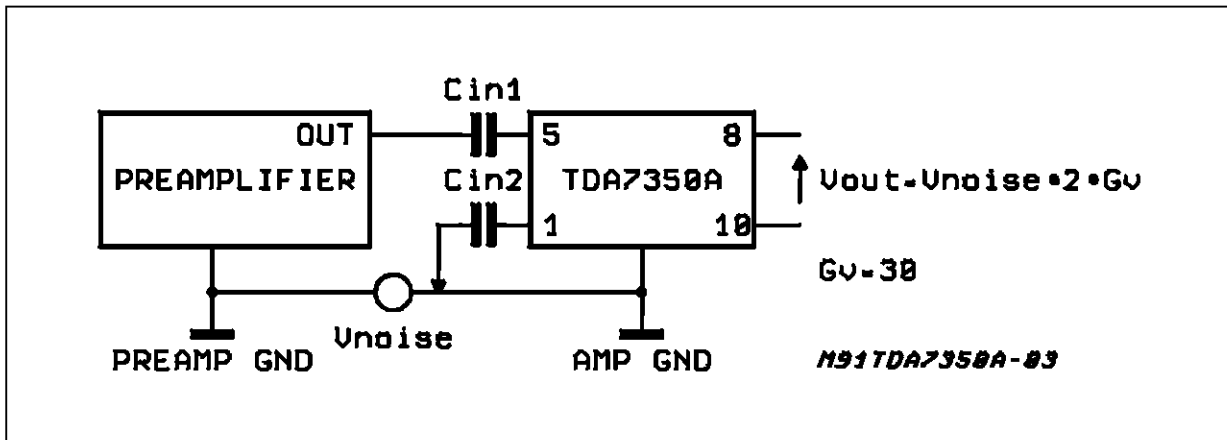 Cin1
OUT
5
8
PREAMPLIFIER
Cin2
TDA7350A
Vout=Vnoise*2*Gv
1
10
Gv=30
Vnoise
PREAMP GND
AMP GND
M91TDA7350A-03